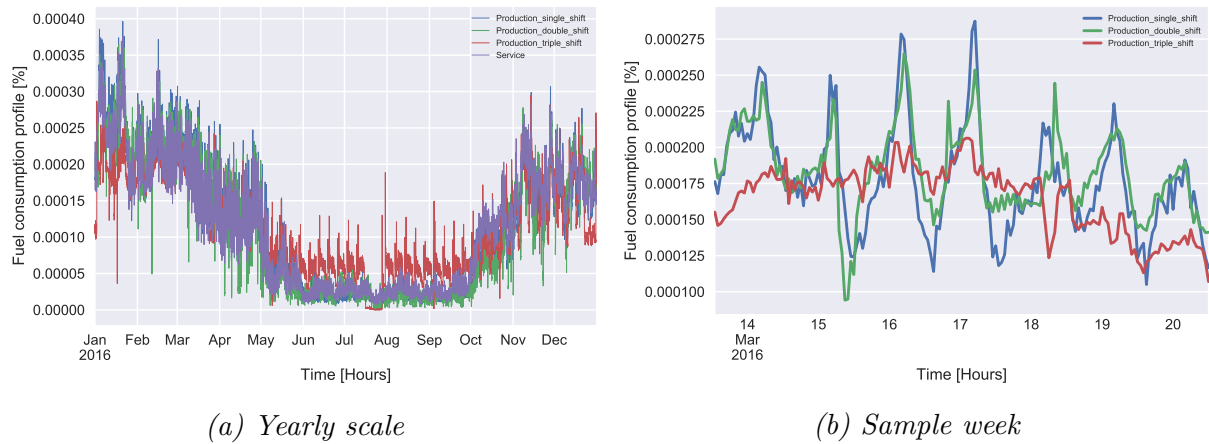 Fuel consumption profile [%]
0.00040
0.00035
0.00030
0.00025
0.00020
0.00015
0.00010
0.00005
0.00000
Production_single_shift
Production_double_shift
Production_triple_shift
Service
Jan Feb Mar Apr May Jun Jul Aug Sep Oct Nov Dec
2016
Time [Hours]
(a) Yearly scale
Fuel consumption profile [%]
0.000275
0.000250
0.000225
0.000200
0.000175
0.000150
0.000125
0.000100
Production_single_shift
Production_double_shift
Production_triple_shift
14 15 16 17 18 19 20
Mar
2016
Time [Hours]
(b) Sample week